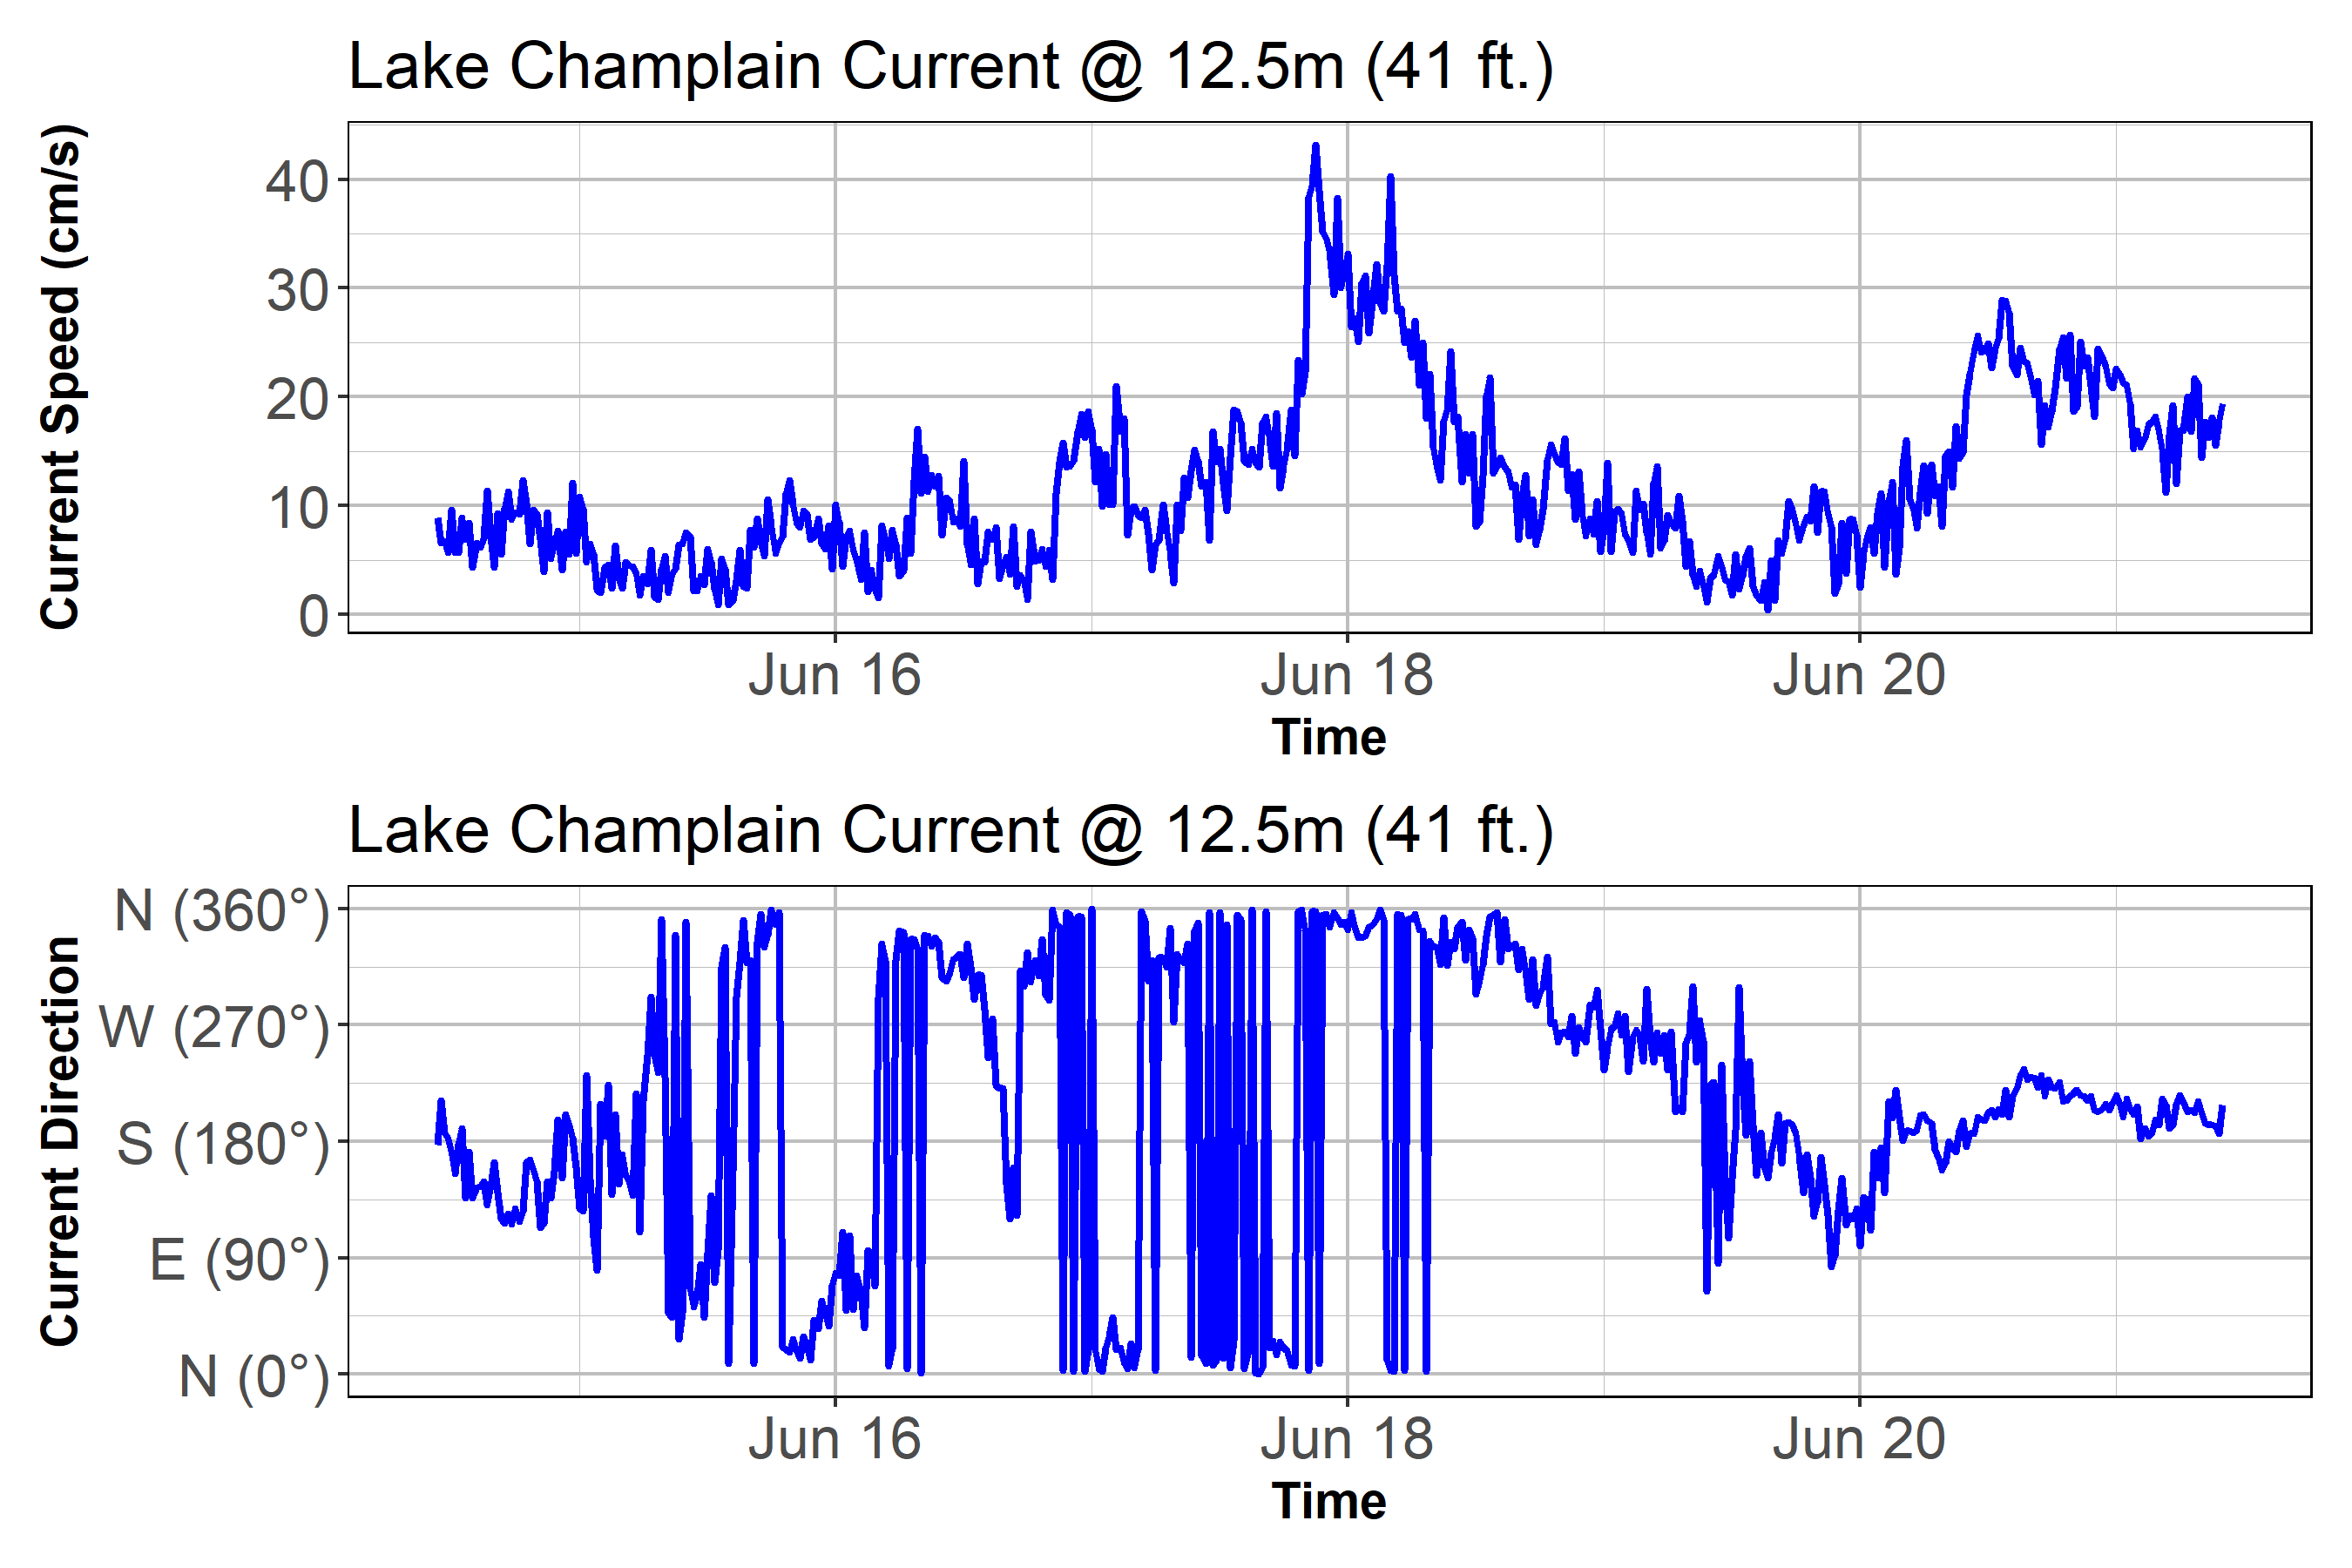 Lake Champlain Current @ 12.5m (41 ft.)
Current Speed (cm/s)
40
30
20
10
0
Jun 16 Jun 18 Jun 20
Time
Lake Champlain Current @ 12.5m (41 ft.)
Current Direction
N (360°)
W (270°)
S (180°)
E (90°)
N (0°)
Jun 16 Jun 18 Jun 20
Time